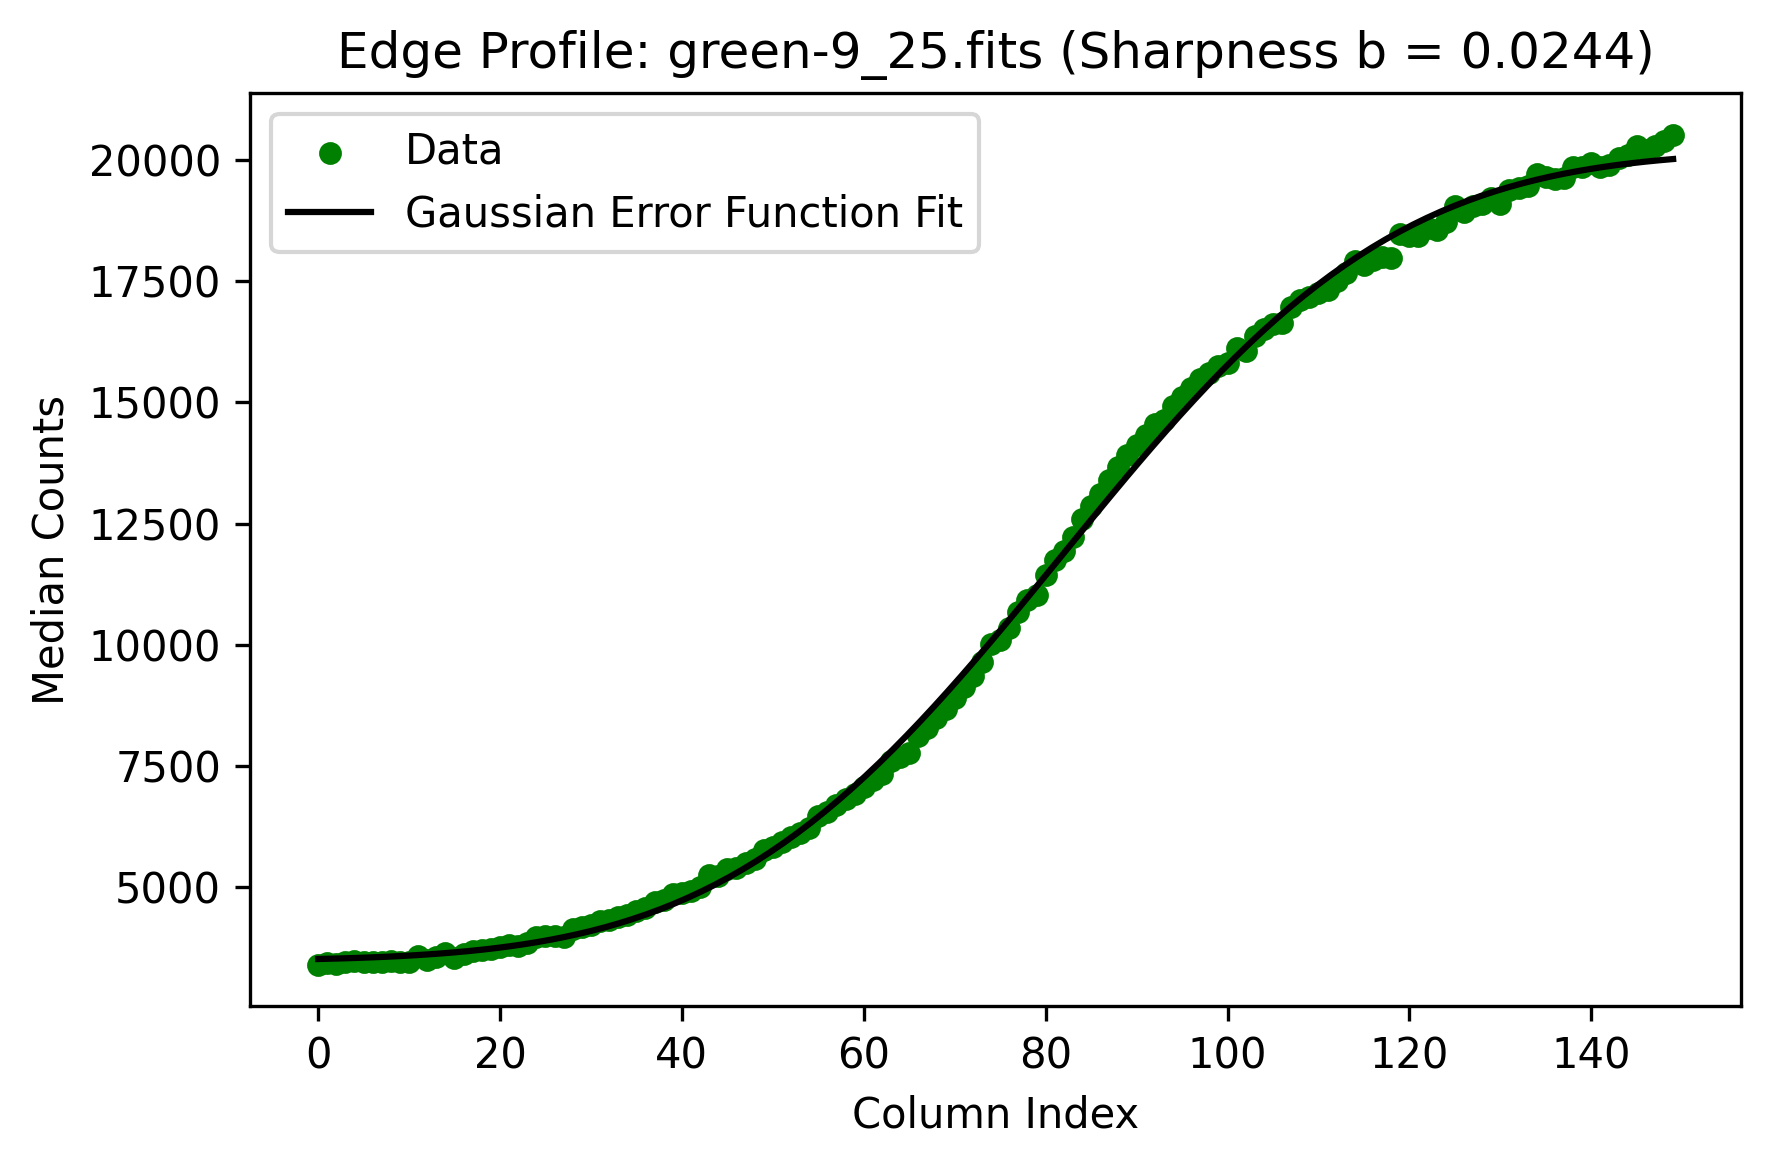 Edge Profile: green-9_25.fits (Sharpness b = 0.0244)
Data
Gaussian Error Function Fit
20000
17500
15000
12500
10000
7500
5000
Median Counts
0 20 40 60 80 100 120 140
Column Index